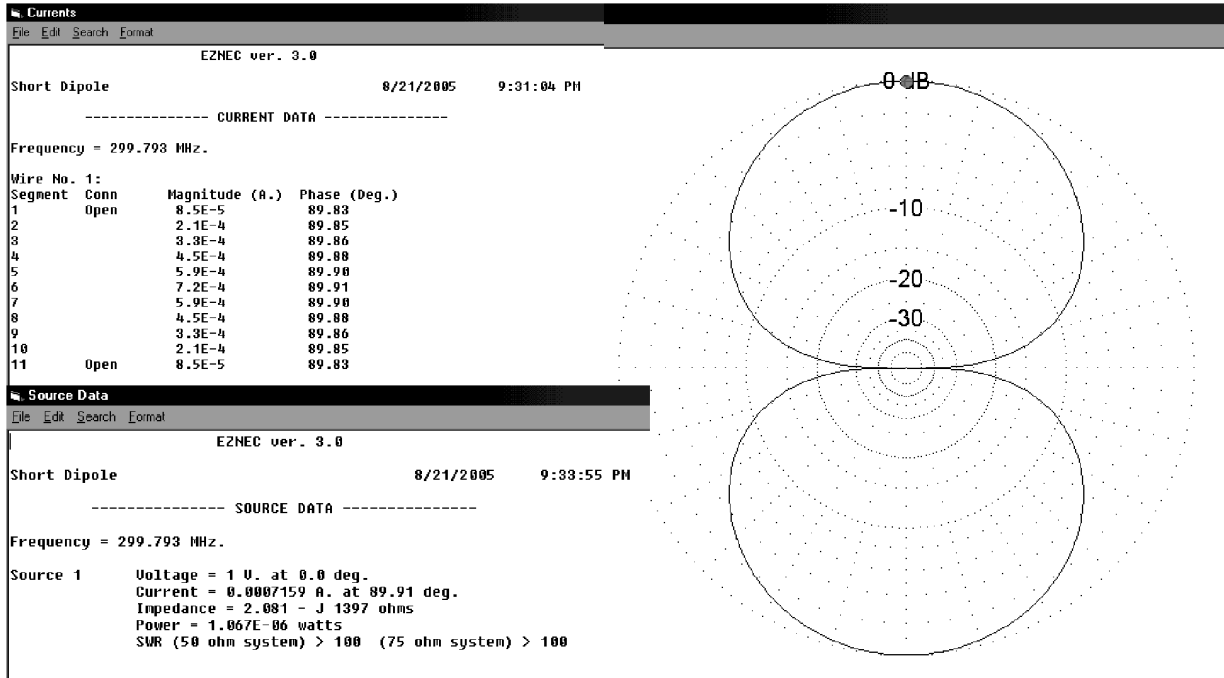 Currents
File Edit Search Format
EZNEC ver. 3.0
Short Dipole 8/21/2005 9:31:04 PM
--------------- CURRENT DATA ---------------
Frequency = 299.793 MHz.
Wire No. 1:
Segment Conn Magnitude (A.) Phase (Deg.)
1 Open 8.5E-5 89.83
2 2.1E-4 89.85
3 3.3E-4 89.86
4 4.5E-4 89.88
5 5.9E-4 89.90
6 7.2E-4 89.91
7 5.9E-4 89.90
8 4.5E-4 89.88
9 3.3E-4 89.86
10 2.1E-4 89.85
11 Open 8.5E-5 89.83
Source Data
File Edit Search Format
EZNEC ver. 3.0
Short Dipole 8/21/2005 9:33:55 PM
--------------- SOURCE DATA ---------------
Frequency = 299.793 MHz.
Source 1 Voltage = 1 V. at 0.0 deg.
Current = 0.0007159 A. at 89.91 deg.
Impedance = 2.081 - J 1397 ohms
Power = 1.067E-06 watts
SWR (50 ohm system) > 100 (75 ohm system) > 100
0 dB
-10
-20
-30